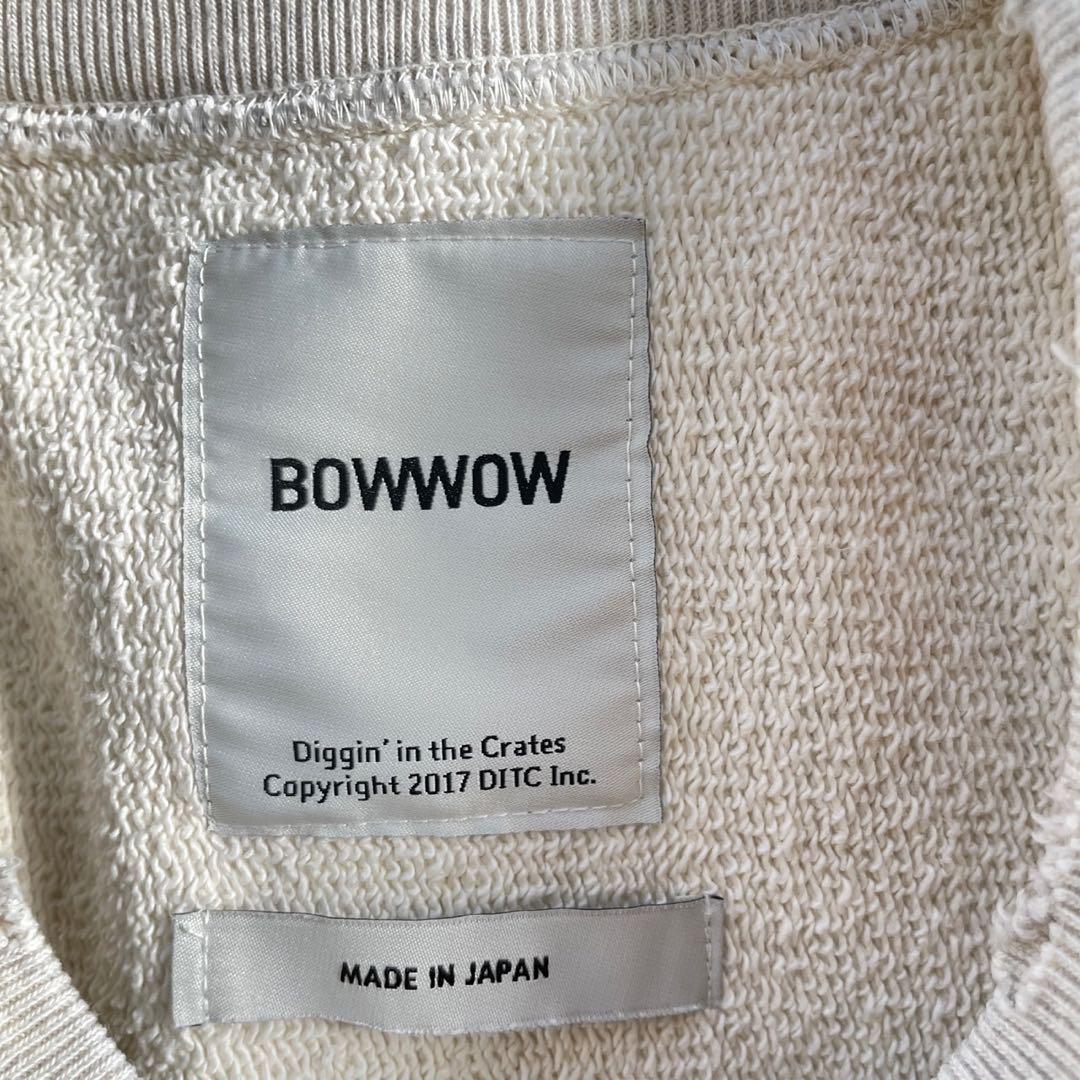 BOWWOW
Diggin' in the Crates
Copyright 2017 DITC Inc.
MADE IN JAPAN